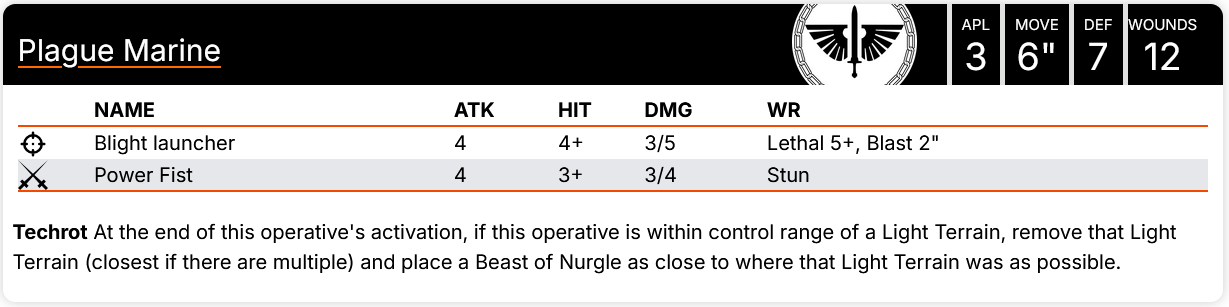 Plague Marine
APL MOVE DEF WOUNDS
3 6" 7 12
NAME ATK HIT DMG WR
Blight launcher 4 4+ 3/5 Lethal 5+, Blast 2"
Power Fist 4 3+ 3/4 Stun
Techrot At the end of this operative's activation, if this operative is within control range of a Light Terrain, remove that Light
Terrain (closest if there are multiple) and place a Beast of Nurgle as close to where that Light Terrain was as possible.